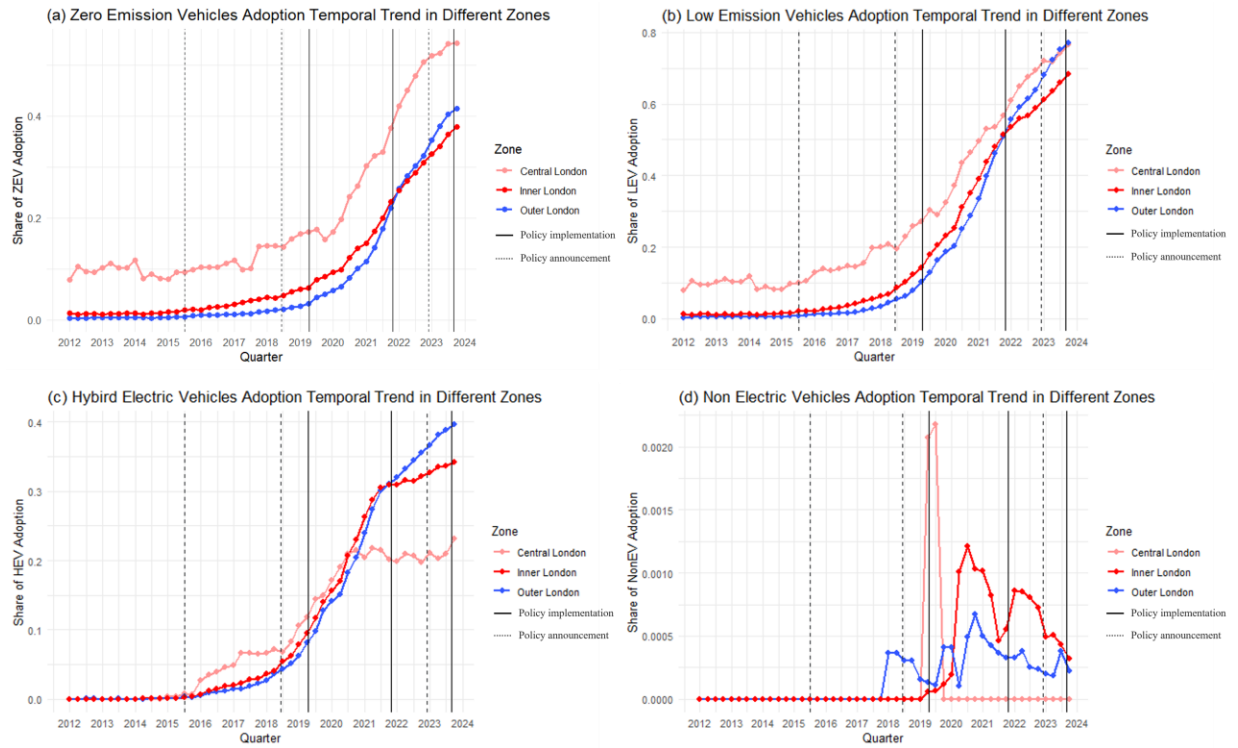 (a) Zero Emission Vehicles Adoption Temporal Trend in Different Zones
Share of ZEV Adoption
0.4
0.2
0.0
2012 2013 2014 2015 2016 2017 2018 2019 2020 2021 2022 2023 2024
Quarter
Zone
Central London
Inner London
Outer London
Policy implementation
Policy announcement
(b) Low Emission Vehicles Adoption Temporal Trend in Different Zones
Share of LEV Adoption
0.8
0.6
0.4
0.2
0.0
2012 2013 2014 2015 2016 2017 2018 2019 2020 2021 2022 2023 2024
Quarter
Zone
Central London
Inner London
Outer London
Policy implementation
Policy announcement
(c) Hybird Electric Vehicles Adoption Temporal Trend in Different Zones
Share of HEV Adoption
0.4
0.3
0.2
0.1
0.0
2012 2013 2014 2015 2016 2017 2018 2019 2020 2021 2022 2023 2024
Quarter
Zone
Central London
Inner London
Outer London
Policy implementation
Policy announcement
(d) Non Electric Vehicles Adoption Temporal Trend in Different Zones
Share of NonEV Adoption
0.0020
0.0015
0.0010
0.0005
0.0000
2012 2013 2014 2015 2016 2017 2018 2019 2020 2021 2022 2023 2024
Quarter
Zone
Central London
Inner London
Outer London
Policy implementation
Policy announcement